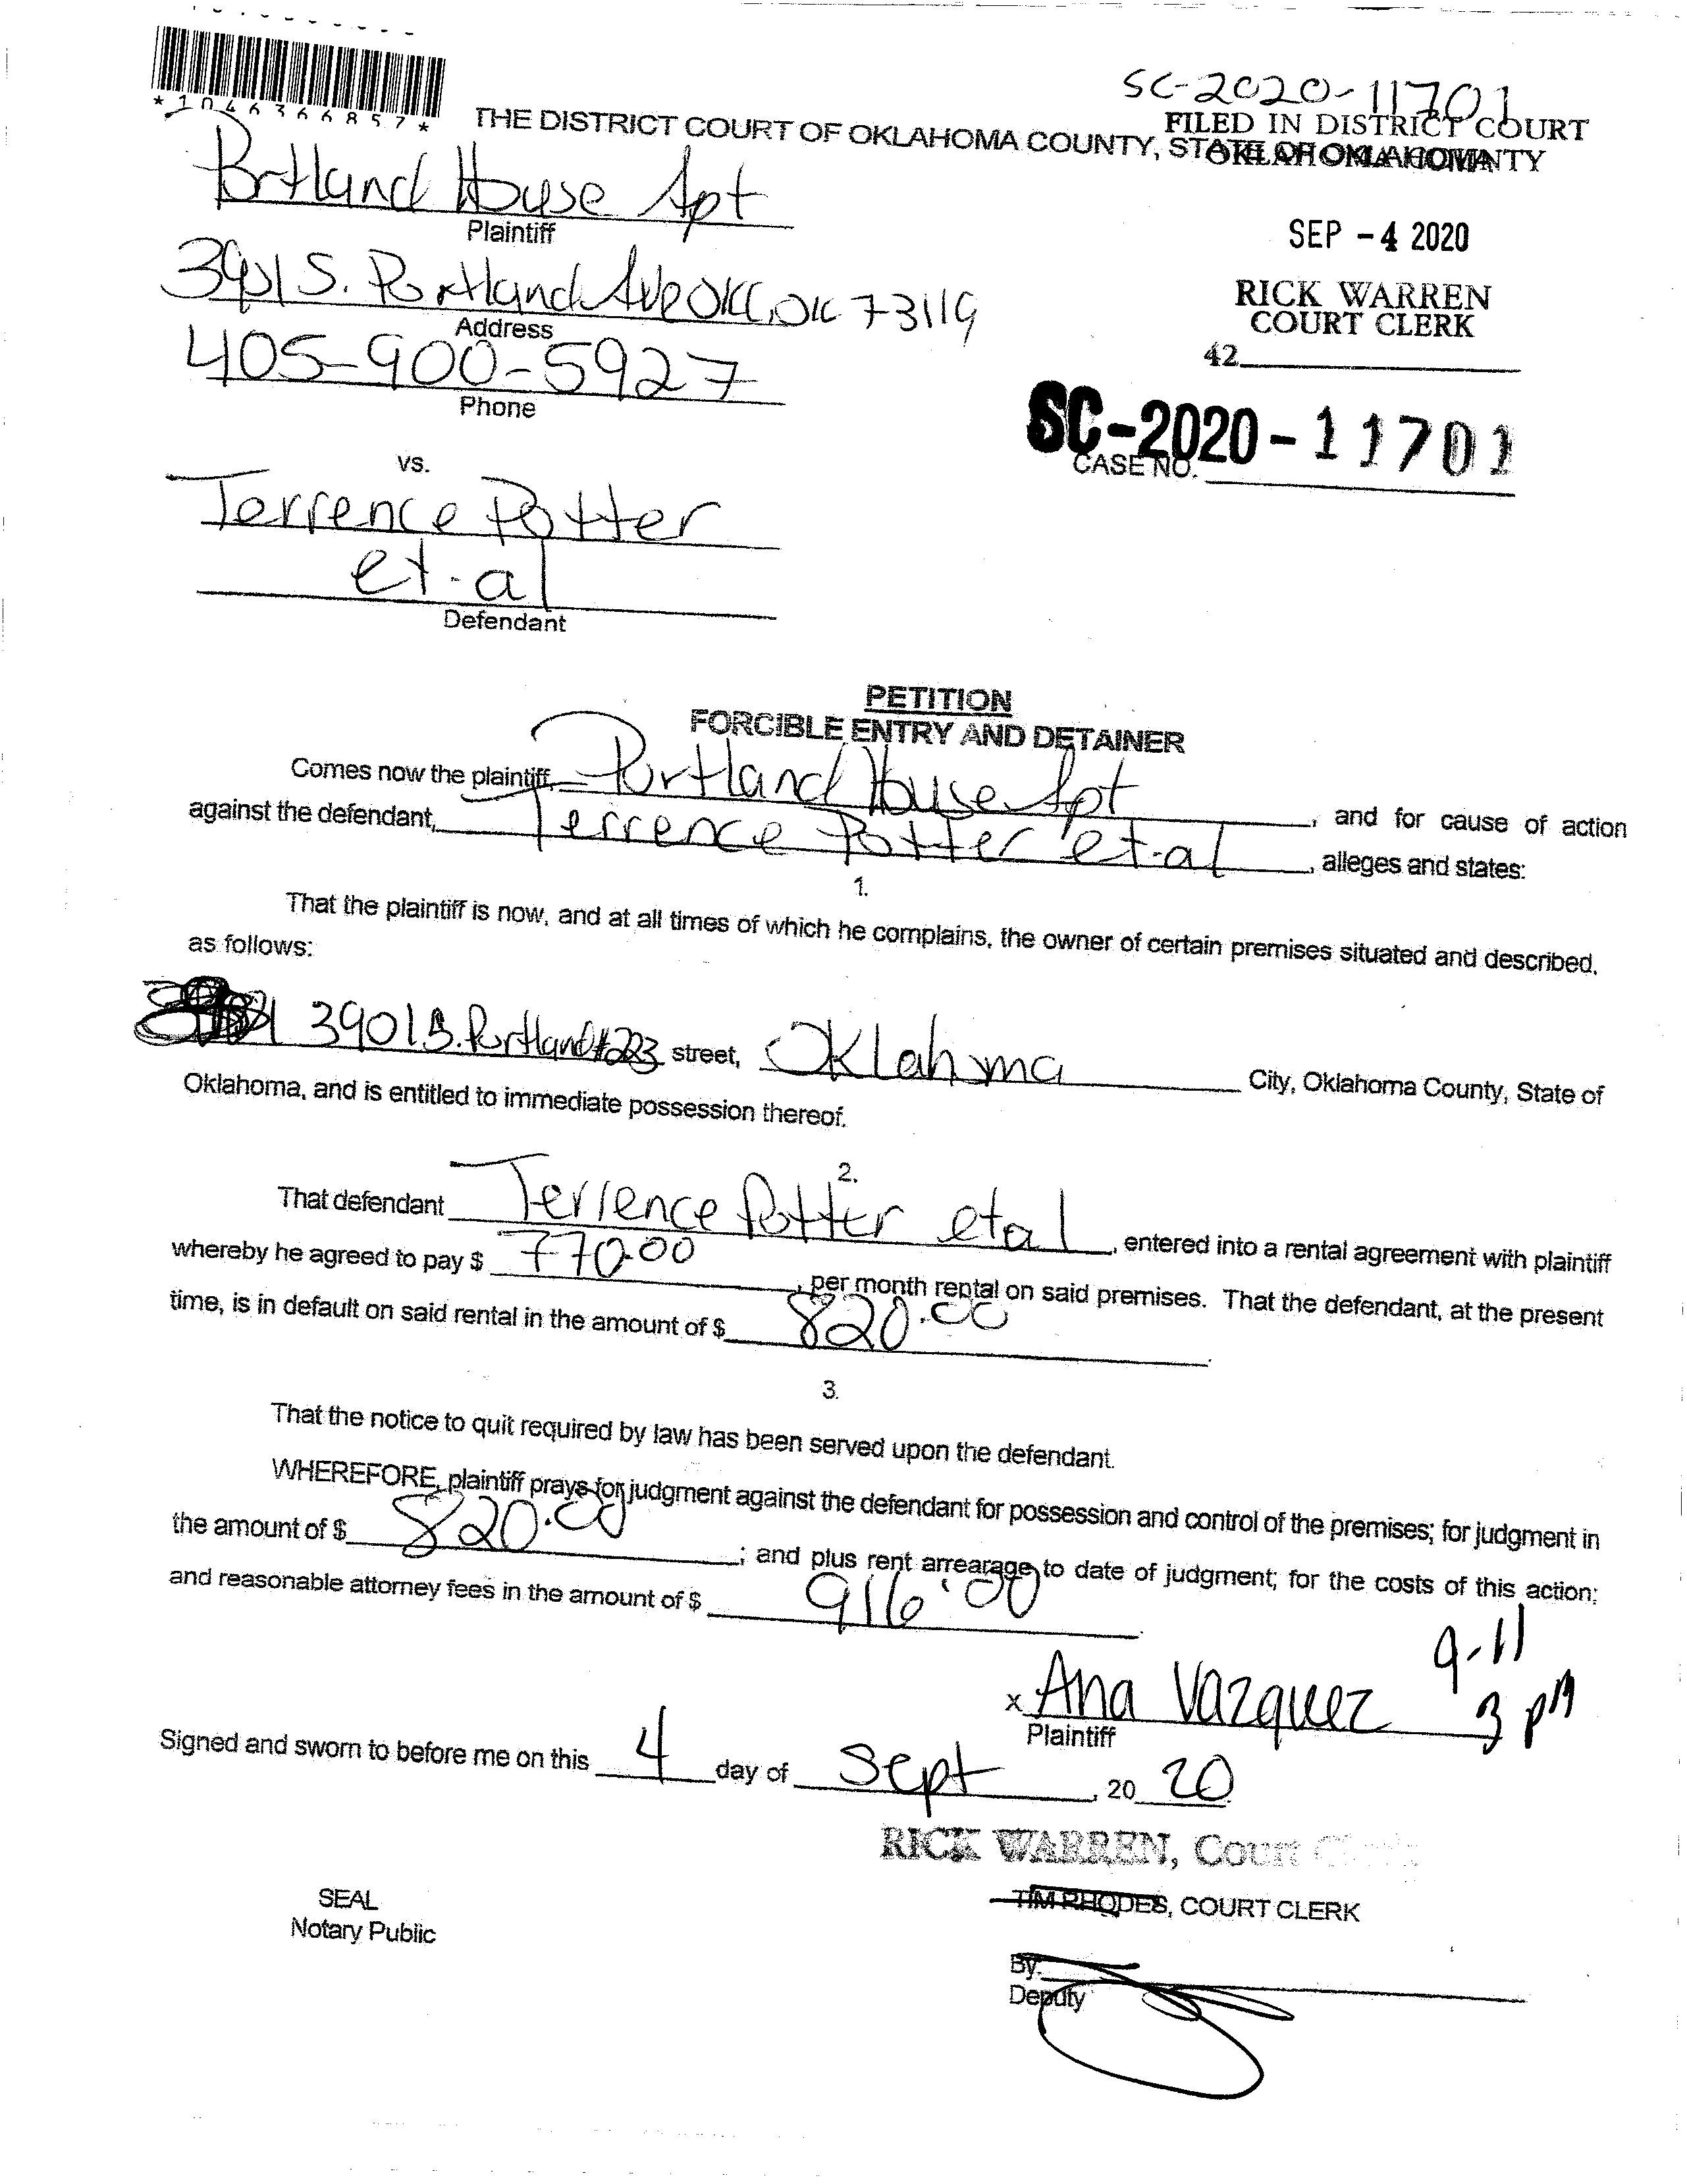 SC-2020-11701
*1046366857*
THE DISTRICT COURT OF OKLAHOMA COUNTY, STATE OF OKLAHOMA
FILED IN DISTRICT COURT
OKLAHOMA COUNTY
Portland House Apt
Plaintiff
SEP -4 2020
3901 S. Portland Ave OKC, OK 73119
Address
RICK WARREN
COURT CLERK
405-900-5927
Phone
42
SC-2020-11701
CASE NO.
vs.
Terrence Potter
et.al
Defendant
PETITION
FORCIBLE ENTRY AND DETAINER
Comes now the plaintiff, Portland House Apt, and for cause of action
against the defendant, Terrence Potter et.al, alleges and states:
1.
That the plaintiff is now, and at all times of which he complains, the owner of certain premises situated and described,
as follows:
3901 S. Portland #223 street, Oklahoma City, Oklahoma County, State of
Oklahoma, and is entitled to immediate possession thereof.
2.
That defendant Terrence Potter etal, entered into a rental agreement with plaintiff
whereby he agreed to pay $ 770.00, per month rental on said premises. That the defendant, at the present
time, is in default on said rental in the amount of $ 820.00.
3.
That the notice to quit required by law has been served upon the defendant.
WHEREFORE, plaintiff prays for judgment against the defendant for possession and control of the premises; for judgment in
the amount of $ 820.00; and plus rent arrearage to date of judgment; for the costs of this action;
and reasonable attorney fees in the amount of $ 916.00.
9-11
3 pm
x Ana Vazquez
Plaintiff
Signed and sworn to before me on this 4 day of Sept, 20 20.
RICK WARREN, Court Clerk
TIM RHODES, COURT CLERK
SEAL
Notary Public
By:
Deputy